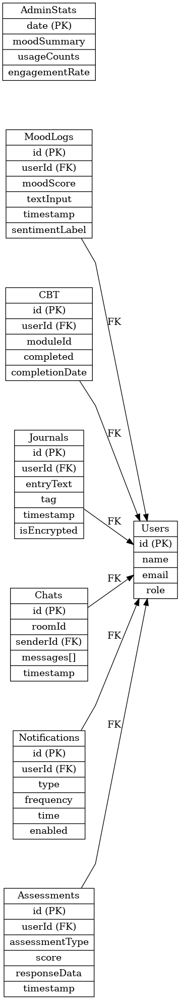 AdminStats
date (PK)
moodSummary
usageCounts
engagementRate
MoodLogs
id (PK)
userId (FK)
moodScore
textInput
timestamp
sentimentLabel
FK
CBT
id (PK)
userId (FK)
moduleId
completed
completionDate
FK
Journals
id (PK)
userId (FK)
entryText
tag
timestamp
isEncrypted
FK
Users
id (PK)
name
email
role
Chats
id (PK)
roomId
senderId (FK)
messages[]
timestamp
FK
Notifications
id (PK)
userId (FK)
type
frequency
time
enabled
FK
Assessments
id (PK)
userId (FK)
assessmentType
score
responseData
timestamp
FK